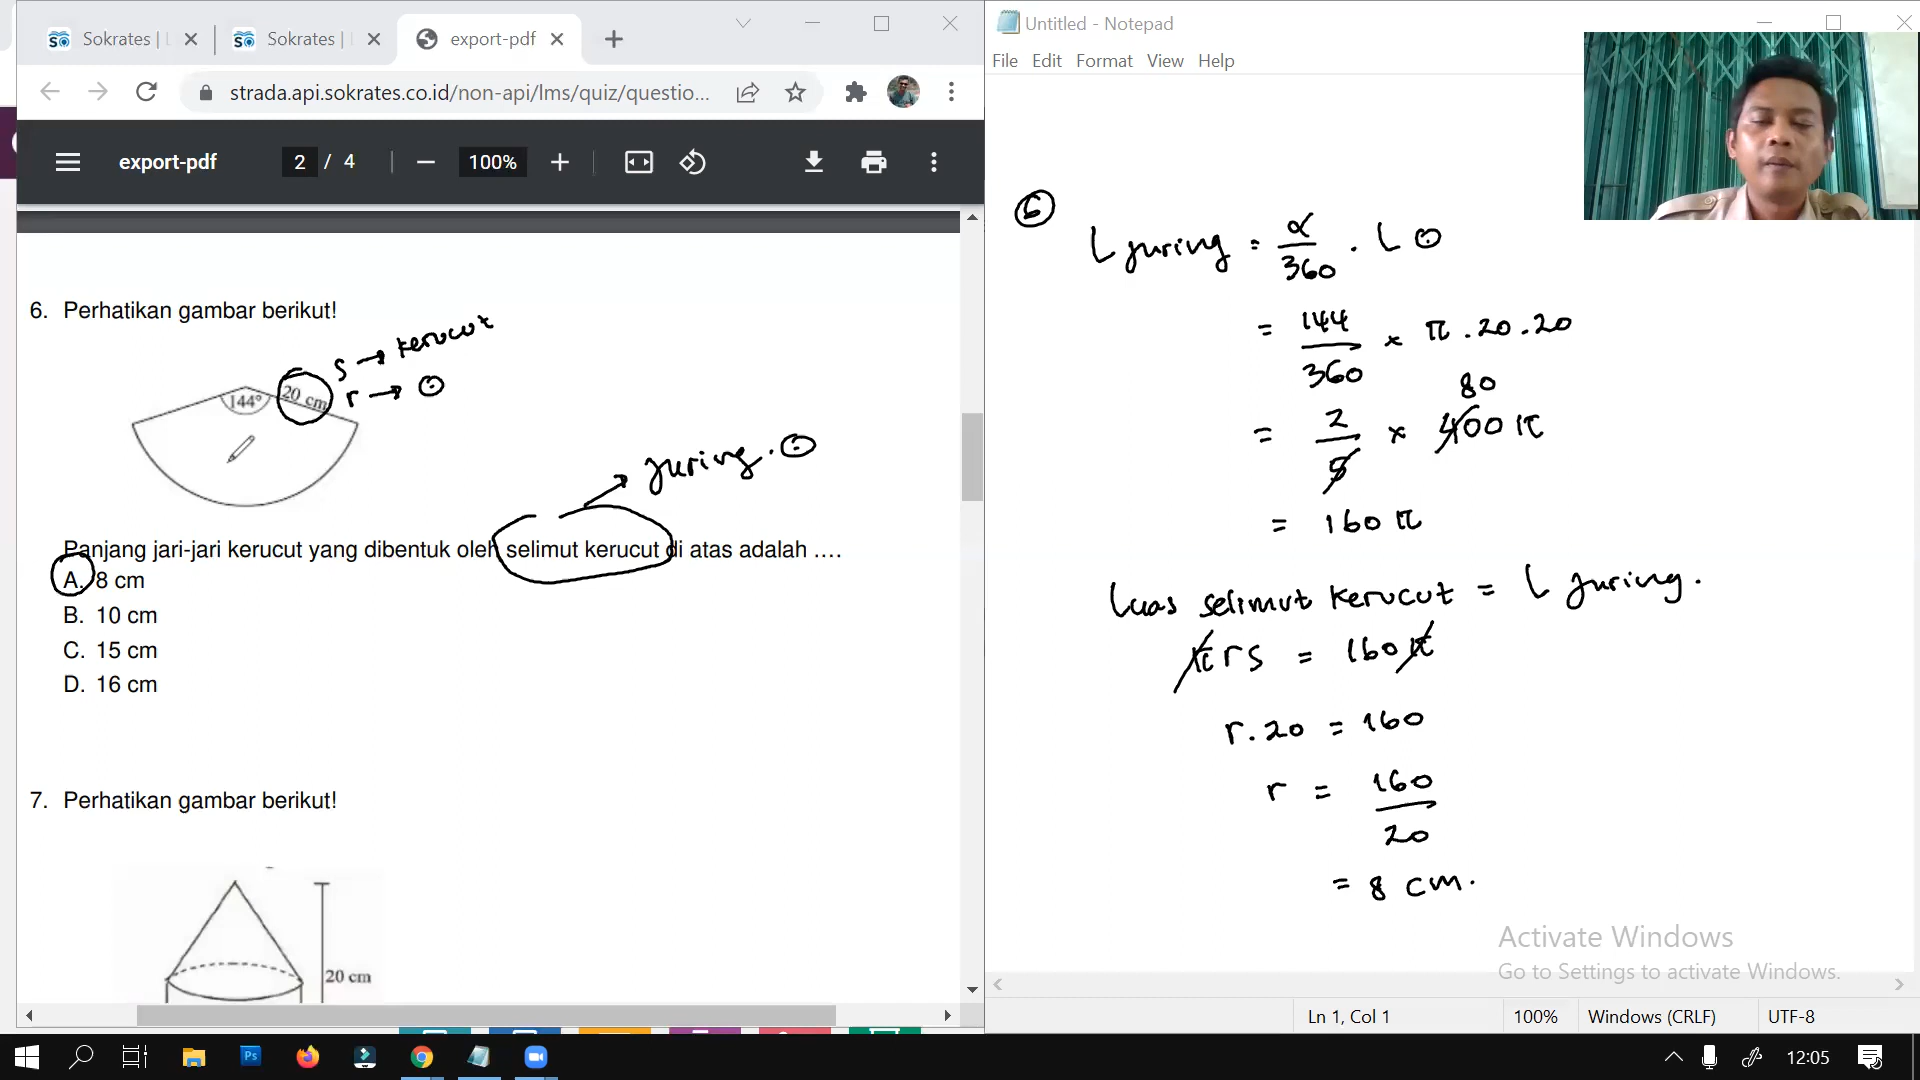 Sokrates | Sokrates | export-pdf
strada.api.sokrates.co.id/non-api/lms/quiz/questio...
export-pdf 2 / 4 100%
6. Perhatikan gambar berikut!
s → kerucut
r → ⊙
144° 20 cm
juring. ⊙
Panjang jari-jari kerucut yang dibentuk oleh selimut kerucut di atas adalah ....
A. 8 cm
B. 10 cm
C. 15 cm
D. 16 cm
7. Perhatikan gambar berikut!
20 cm
Untitled - Notepad
File Edit Format View Help
6
L juring = α/360 . L ⊙
= 144/360 × π . 20 . 20
80
= 2/5 × 400 π
= 160 π
Luas selimut kerucut = L juring.
π r s = 160 π
r . 20 = 160
r = 160/20
= 8 cm.
Activate Windows
Go to Settings to activate Windows.
Ln 1, Col 1 100% Windows (CRLF) UTF-8
Ps 12:05